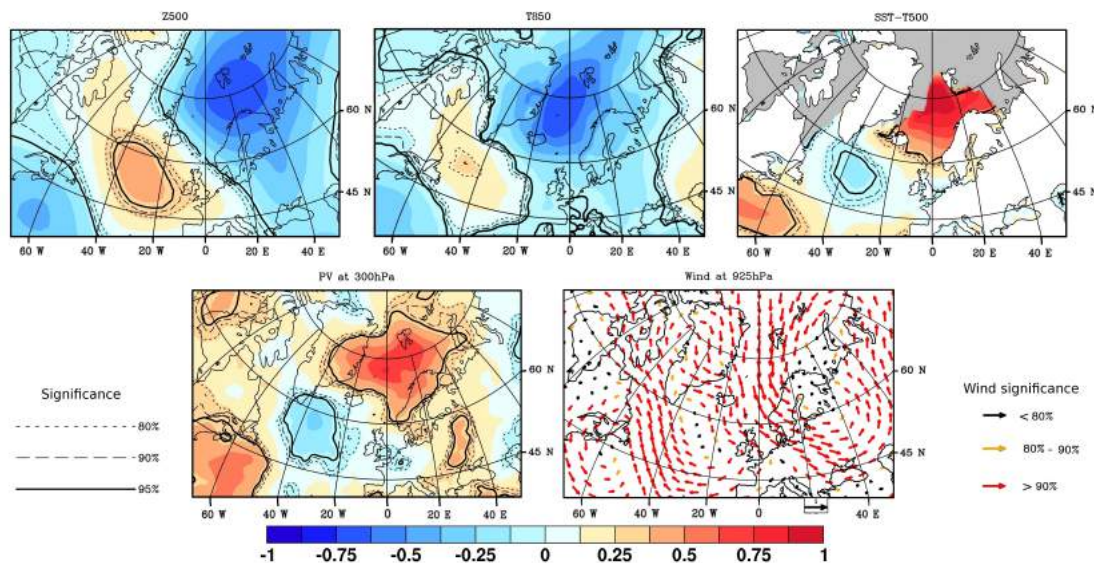 Z500
T850
SST-T500
60 N
45 N
60 W 40 W 20 W 0 20 E 40 E
60 N
45 N
60 W 40 W 20 W 0 20 E 40 E
60 N
45 N
60 W 40 W 20 W 0 20 E 40 E
PV at 300hPa
Wind at 925hPa
60 N
45 N
60 W 40 W 20 W 0 20 E 40 E
60 N
45 N
60 W 40 W 20 W 0 20 E 40 E
Significance
80%
90%
95%
Wind significance
< 80%
80% - 90%
> 90%
-1 -0.75 -0.5 -0.25 0 0.25 0.5 0.75 1